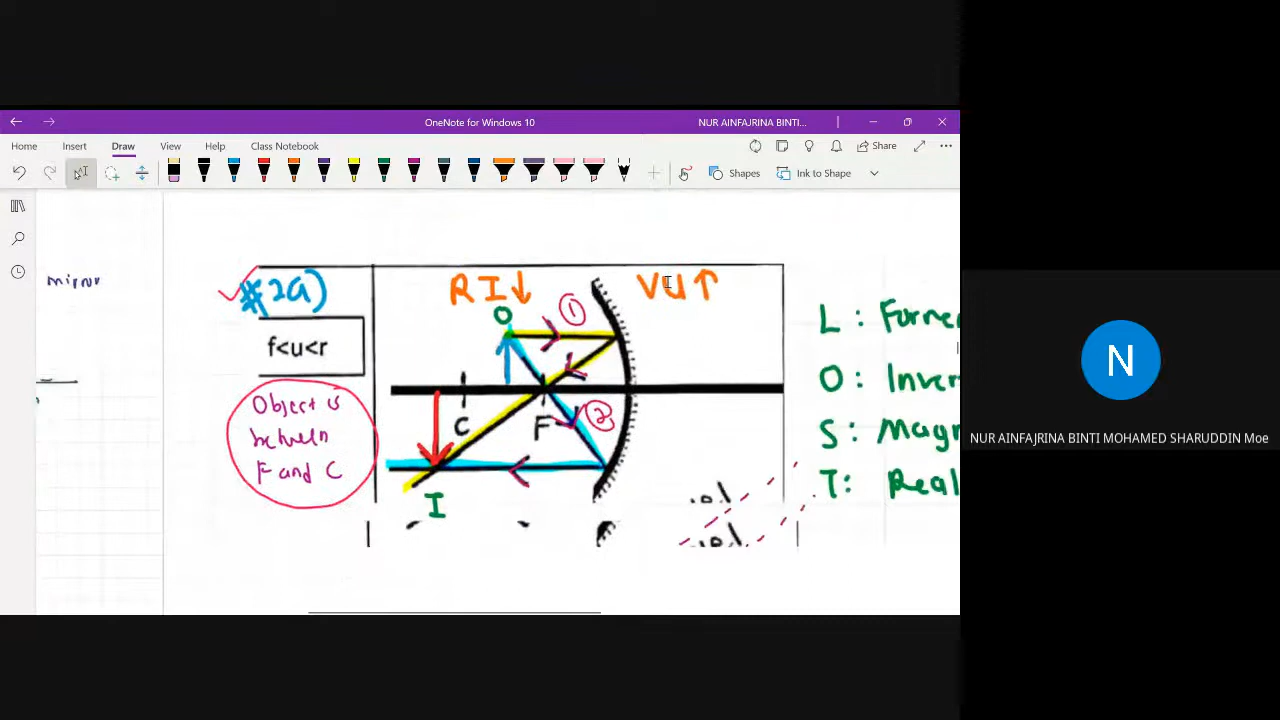 OneNote for Windows 10
NUR AINFAJRINA BINTI...
Home
Insert
Draw
View
Help
Class Notebook
Share
Shapes
Ink to Shape
mirror
#2a)
RI↓
VU↑
f<u<r
Object is
between
F and C
O
1
C
F
2
I
L :
O: Inver
S: Magn
T: Real
N
NUR AINFAJRINA BINTI MOHAMED SHARUDDIN Moe